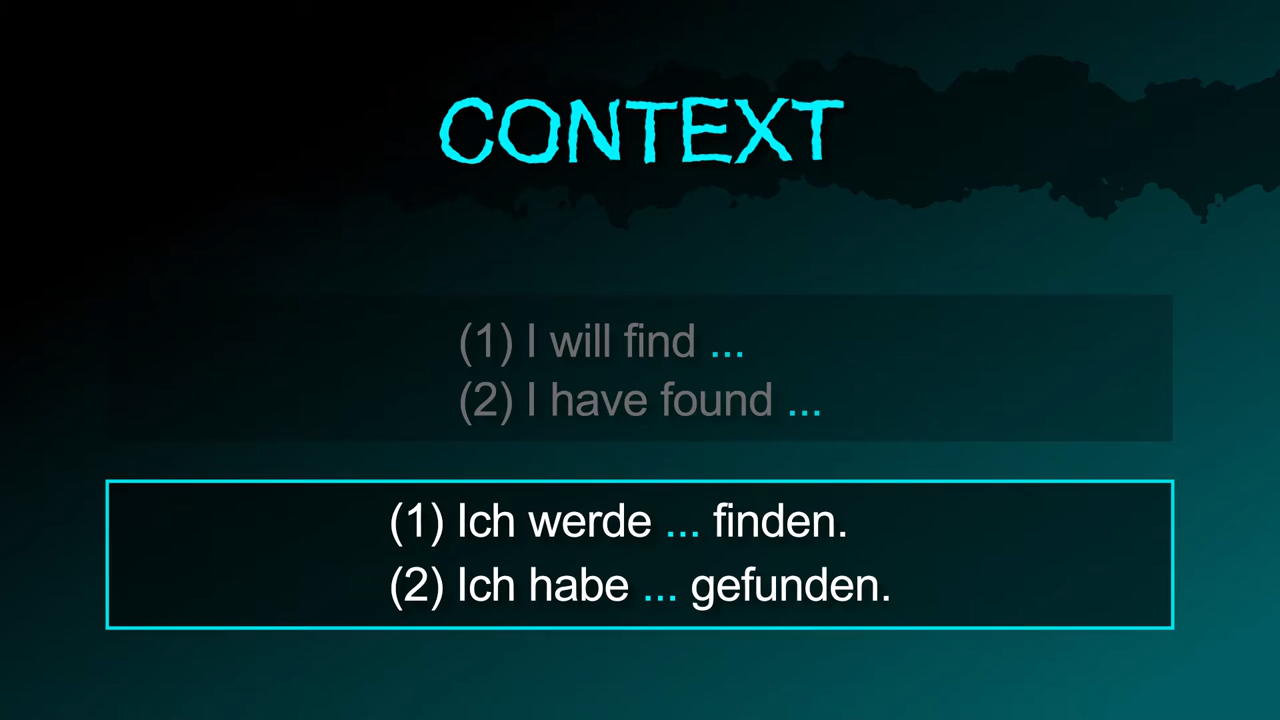 CONTEXT
(1) I will find ...
(2) I have found ...
(1) Ich werde ... finden.
(2) Ich habe ... gefunden.